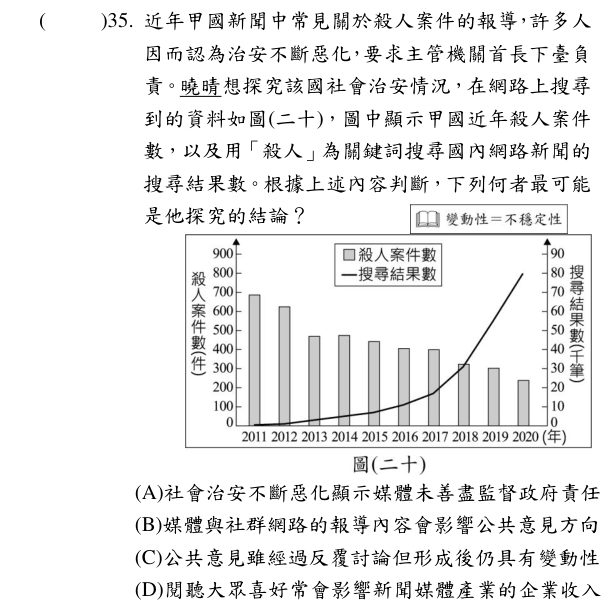 (　　)35. 近年甲國新聞中常見關於殺人案件的報導，許多人
因而認為治安不斷惡化，要求主管機關首長下臺負
責。曉晴想探究該國社會治安情況，在網路上搜尋
到的資料如圖(二十)，圖中顯示甲國近年殺人案件
數，以及用「殺人」為關鍵詞搜尋國內網路新聞的
搜尋結果數。根據上述內容判斷，下列何者最可能
是他探究的結論？
變動性＝不穩定性
殺人案件數
搜尋結果數
殺人案件數(件)
900
800
700
600
500
400
300
200
100
0
90
80
70
60
50
40
30
20
10
0
搜尋結果數(千筆)
2011 2012 2013 2014 2015 2016 2017 2018 2019 2020 (年)
圖(二十)
(A)社會治安不斷惡化顯示媒體未善盡監督政府責任
(B)媒體與社群網路的報導內容會影響公共意見方向
(C)公共意見雖經過反覆討論但形成後仍具有變動性
(D)閱聽大眾喜好常會影響新聞媒體產業的企業收入